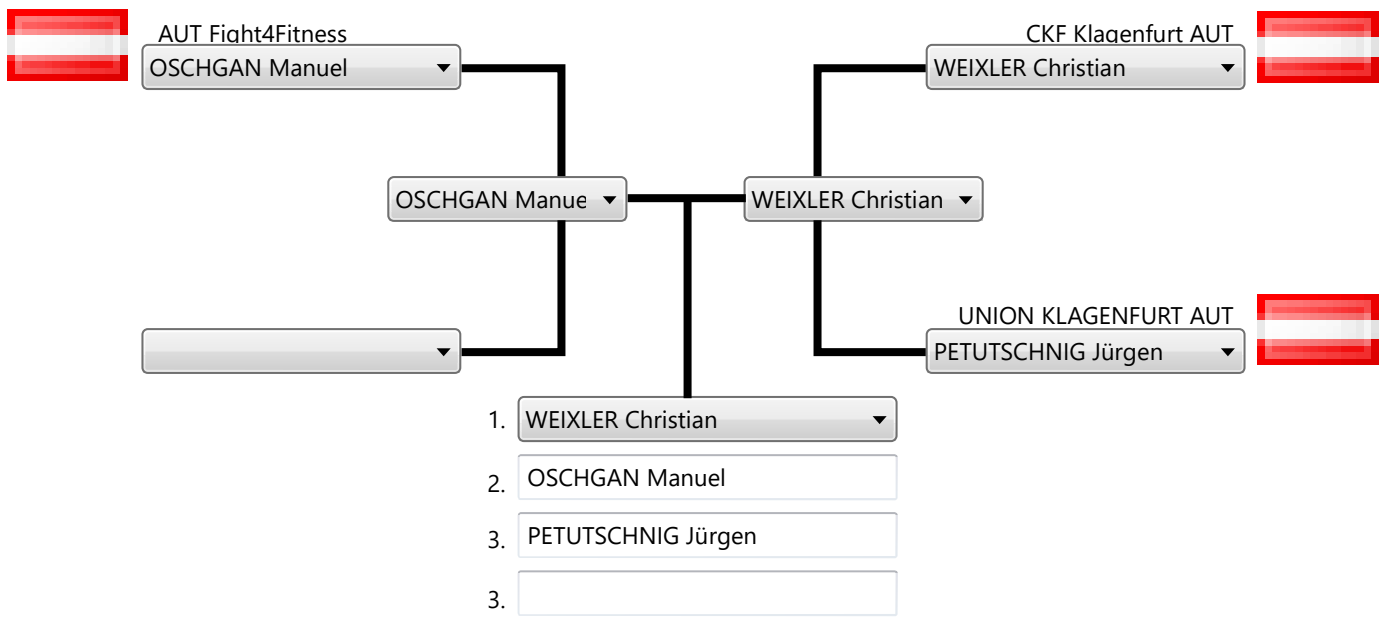 AUT Fight4Fitness
CKF Klagenfurt AUT
OSCHGAN Manuel
WEIXLER Christian
OSCHGAN Manue
WEIXLER Christian
UNION KLAGENFURT AUT
PETUTSCHNIG Jürgen
1. WEIXLER Christian
2. OSCHGAN Manuel
3. PETUTSCHNIG Jürgen
3.